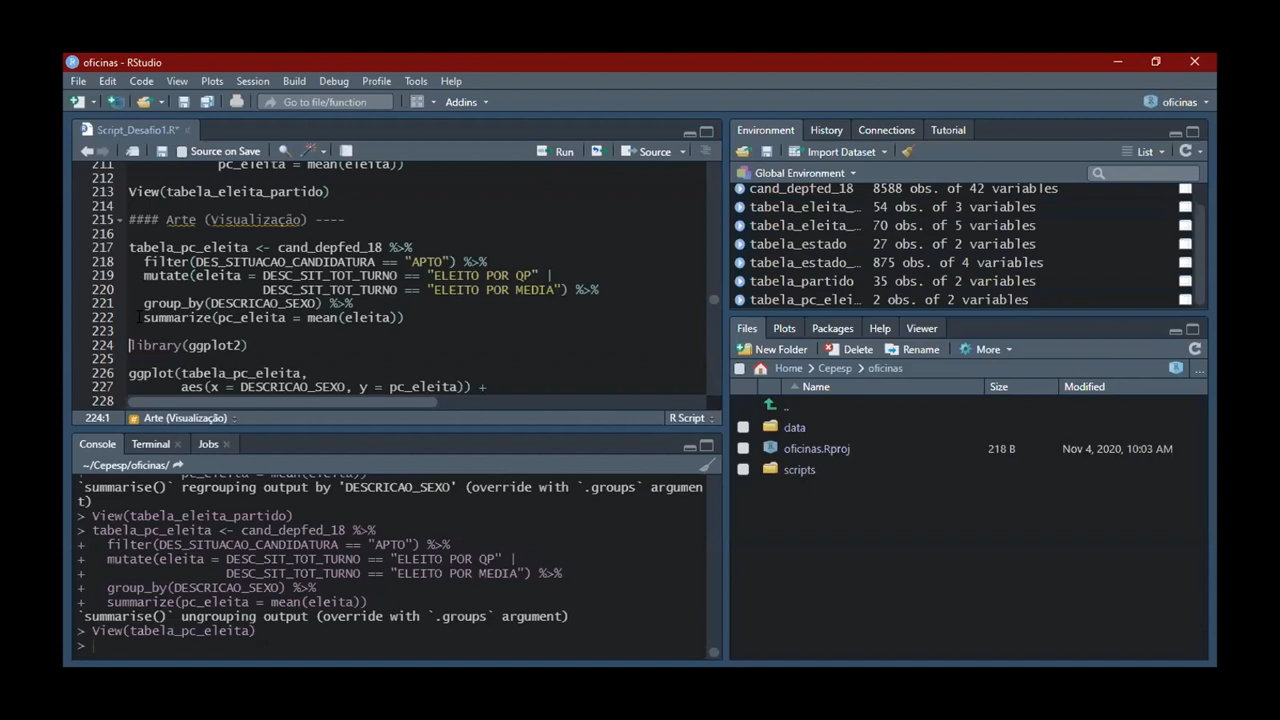 oficinas - RStudio
File Edit Code View Plots Session Build Debug Profile Tools Help
Go to file/function Addins oficinas
Script_Desafio1.R*
Source on Save Run Source
211 pc_eleita = mean(eleita))
212
213 View(tabela_eleita_partido)
214
215 #### Arte (Visualização) ----
216
217 tabela_pc_eleita <- cand_depfed_18 %>%
218 filter(DES_SITUACAO_CANDIDATURA == "APTO") %>%
219 mutate(eleita = DESC_SIT_TOT_TURNO == "ELEITO POR QP" |
220 DESC_SIT_TOT_TURNO == "ELEITO POR MEDIA") %>%
221 group_by(DESCRICAO_SEXO) %>%
222 summarize(pc_eleita = mean(eleita))
223
224 library(ggplot2)
225
226 ggplot(tabela_pc_eleita,
227 aes(x = DESCRICAO_SEXO, y = pc_eleita)) +
228
224:1 Arte (Visualização) R Script
Console Terminal Jobs
~/Cepesp/oficinas/
`summarise()` regrouping output by 'DESCRICAO_SEXO' (override with `.groups` argumen
t)
> View(tabela_eleita_partido)
> tabela_pc_eleita <- cand_depfed_18 %>%
+ filter(DES_SITUACAO_CANDIDATURA == "APTO") %>%
+ mutate(eleita = DESC_SIT_TOT_TURNO == "ELEITO POR QP" |
+ DESC_SIT_TOT_TURNO == "ELEITO POR MEDIA") %>%
+ group_by(DESCRICAO_SEXO) %>%
+ summarize(pc_eleita = mean(eleita))
`summarise()` ungrouping output (override with `.groups` argument)
> View(tabela_pc_eleita)
>
Environment History Connections Tutorial
Import Dataset List
Global Environment
cand_depfed_18 8588 obs. of 42 variables
tabela_eleita_… 54 obs. of 3 variables
tabela_eleita_… 70 obs. of 5 variables
tabela_estado 27 obs. of 2 variables
tabela_estado_… 875 obs. of 4 variables
tabela_partido 35 obs. of 2 variables
tabela_pc_elei… 2 obs. of 2 variables
Files Plots Packages Help Viewer
New Folder Delete Rename More
Home Cepesp oficinas ...
Name Size Modified
..
data
oficinas.Rproj 218 B Nov 4, 2020, 10:03 AM
scripts